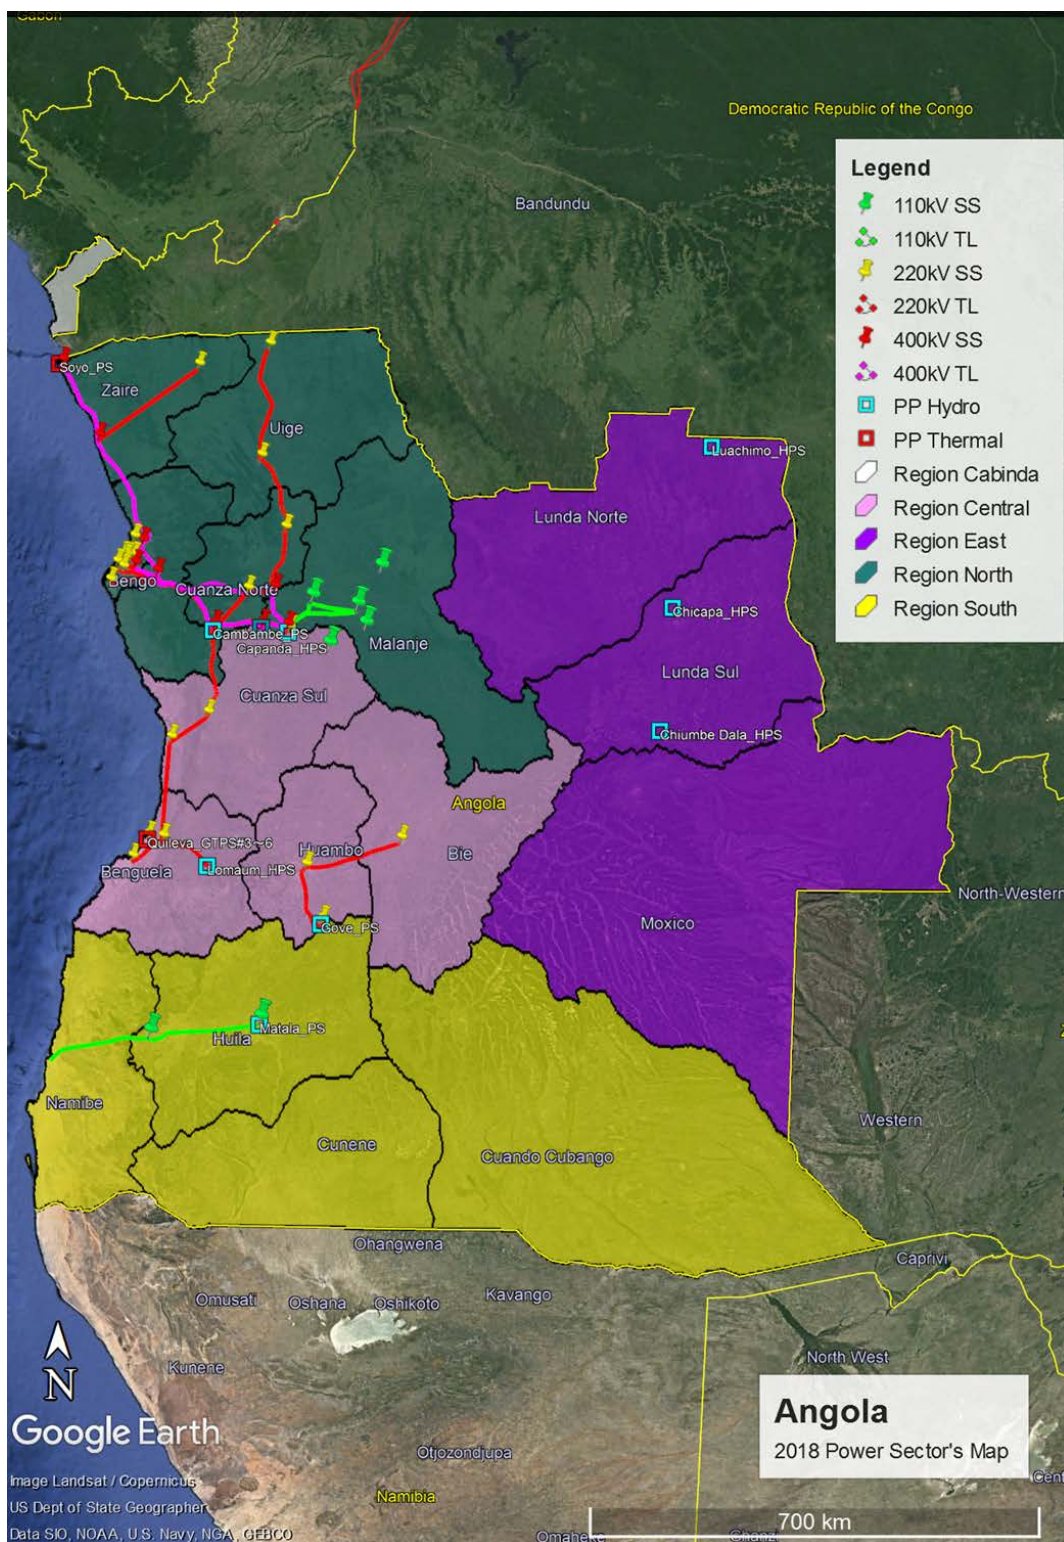 Gabon
Democratic Republic of the Congo
Legend
110kV SS
110kV TL
220kV SS
220kV TL
400kV SS
400kV TL
PP Hydro
PP Thermal
Region Cabinda
Region Central
Region East
Region North
Region South
Bandundu
Soyo_PS
Zaire
Uige
Luachimo_HPS
Lunda Norte
Bengo
Cuanza Norte
Chicapa_HPS
Cambambe_PS
Capanda_HPS
Malanje
Lunda Sul
Cuanza Sul
Chiumbe Dala_HPS
Angola
Quileva_GTPS#3~6
Huambo
Bie
Benguela
Lomaum_HPS
North-Western
Gove_PS
Moxico
Matala_PS
Huila
Namibe
Western
Cunene
Cuando Cubango
Ohangwena
Caprivi
Omusati
Oshana
Oshikoto
Kavango
N
Kunene
North West
Google Earth
Angola
2018 Power Sector's Map
Otjozondjupa
Image Landsat / Copernicus
Namibia
US Dept of State Geographer
Data SIO, NOAA, U.S. Navy, NGA, GEBCO
700 km
Omaheke
Ghanzi